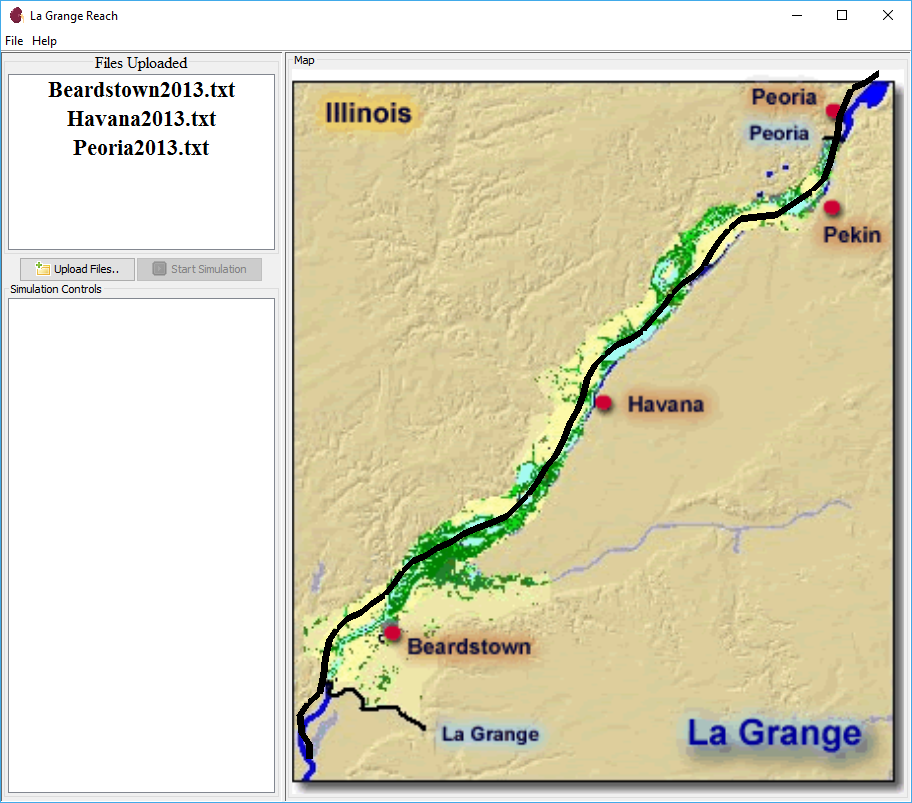 La Grange Reach
File Help
Files Uploaded
Beardstown2013.txt
Havana2013.txt
Peoria2013.txt
Upload Files..
Start Simulation
Simulation Controls
Map
Illinois
Peoria
Peoria
Pekin
Havana
Beardstown
La Grange
La Grange